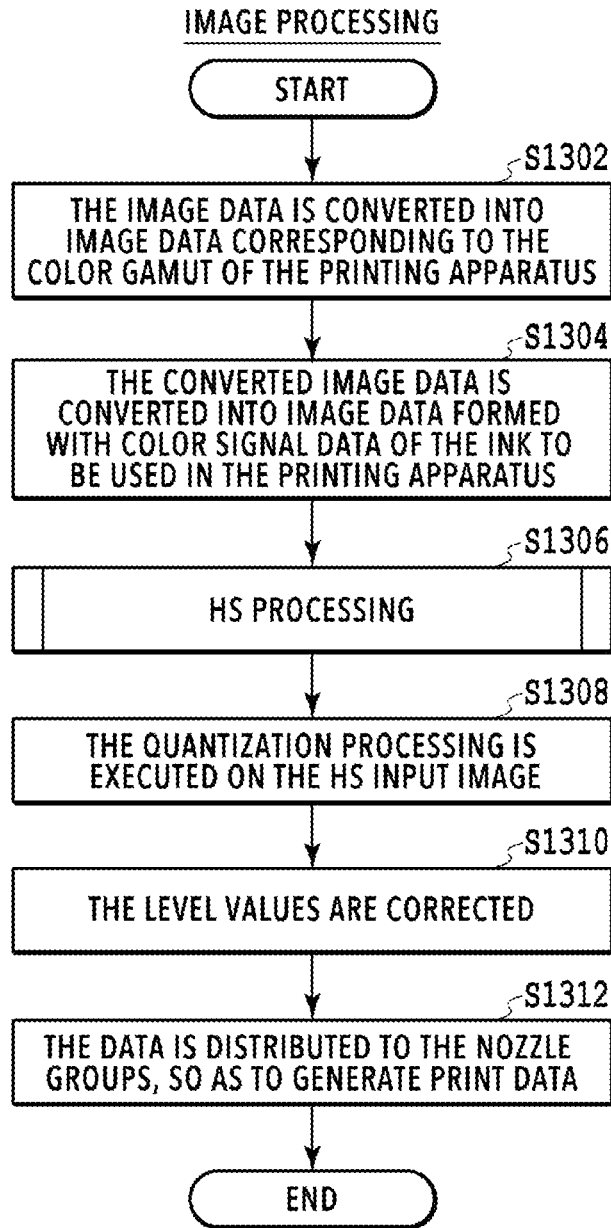 IMAGE PROCESSING
START
S1302
THE IMAGE DATA IS CONVERTED INTO
IMAGE DATA CORRESPONDING TO THE
COLOR GAMUT OF THE PRINTING APPARATUS
S1304
THE CONVERTED IMAGE DATA IS
CONVERTED INTO IMAGE DATA FORMED
WITH COLOR SIGNAL DATA OF THE INK TO
BE USED IN THE PRINTING APPARATUS
S1306
HS PROCESSING
S1308
THE QUANTIZATION PROCESSING IS
EXECUTED ON THE HS INPUT IMAGE
S1310
THE LEVEL VALUES ARE CORRECTED
S1312
THE DATA IS DISTRIBUTED TO THE NOZZLE
GROUPS, SO AS TO GENERATE PRINT DATA
END